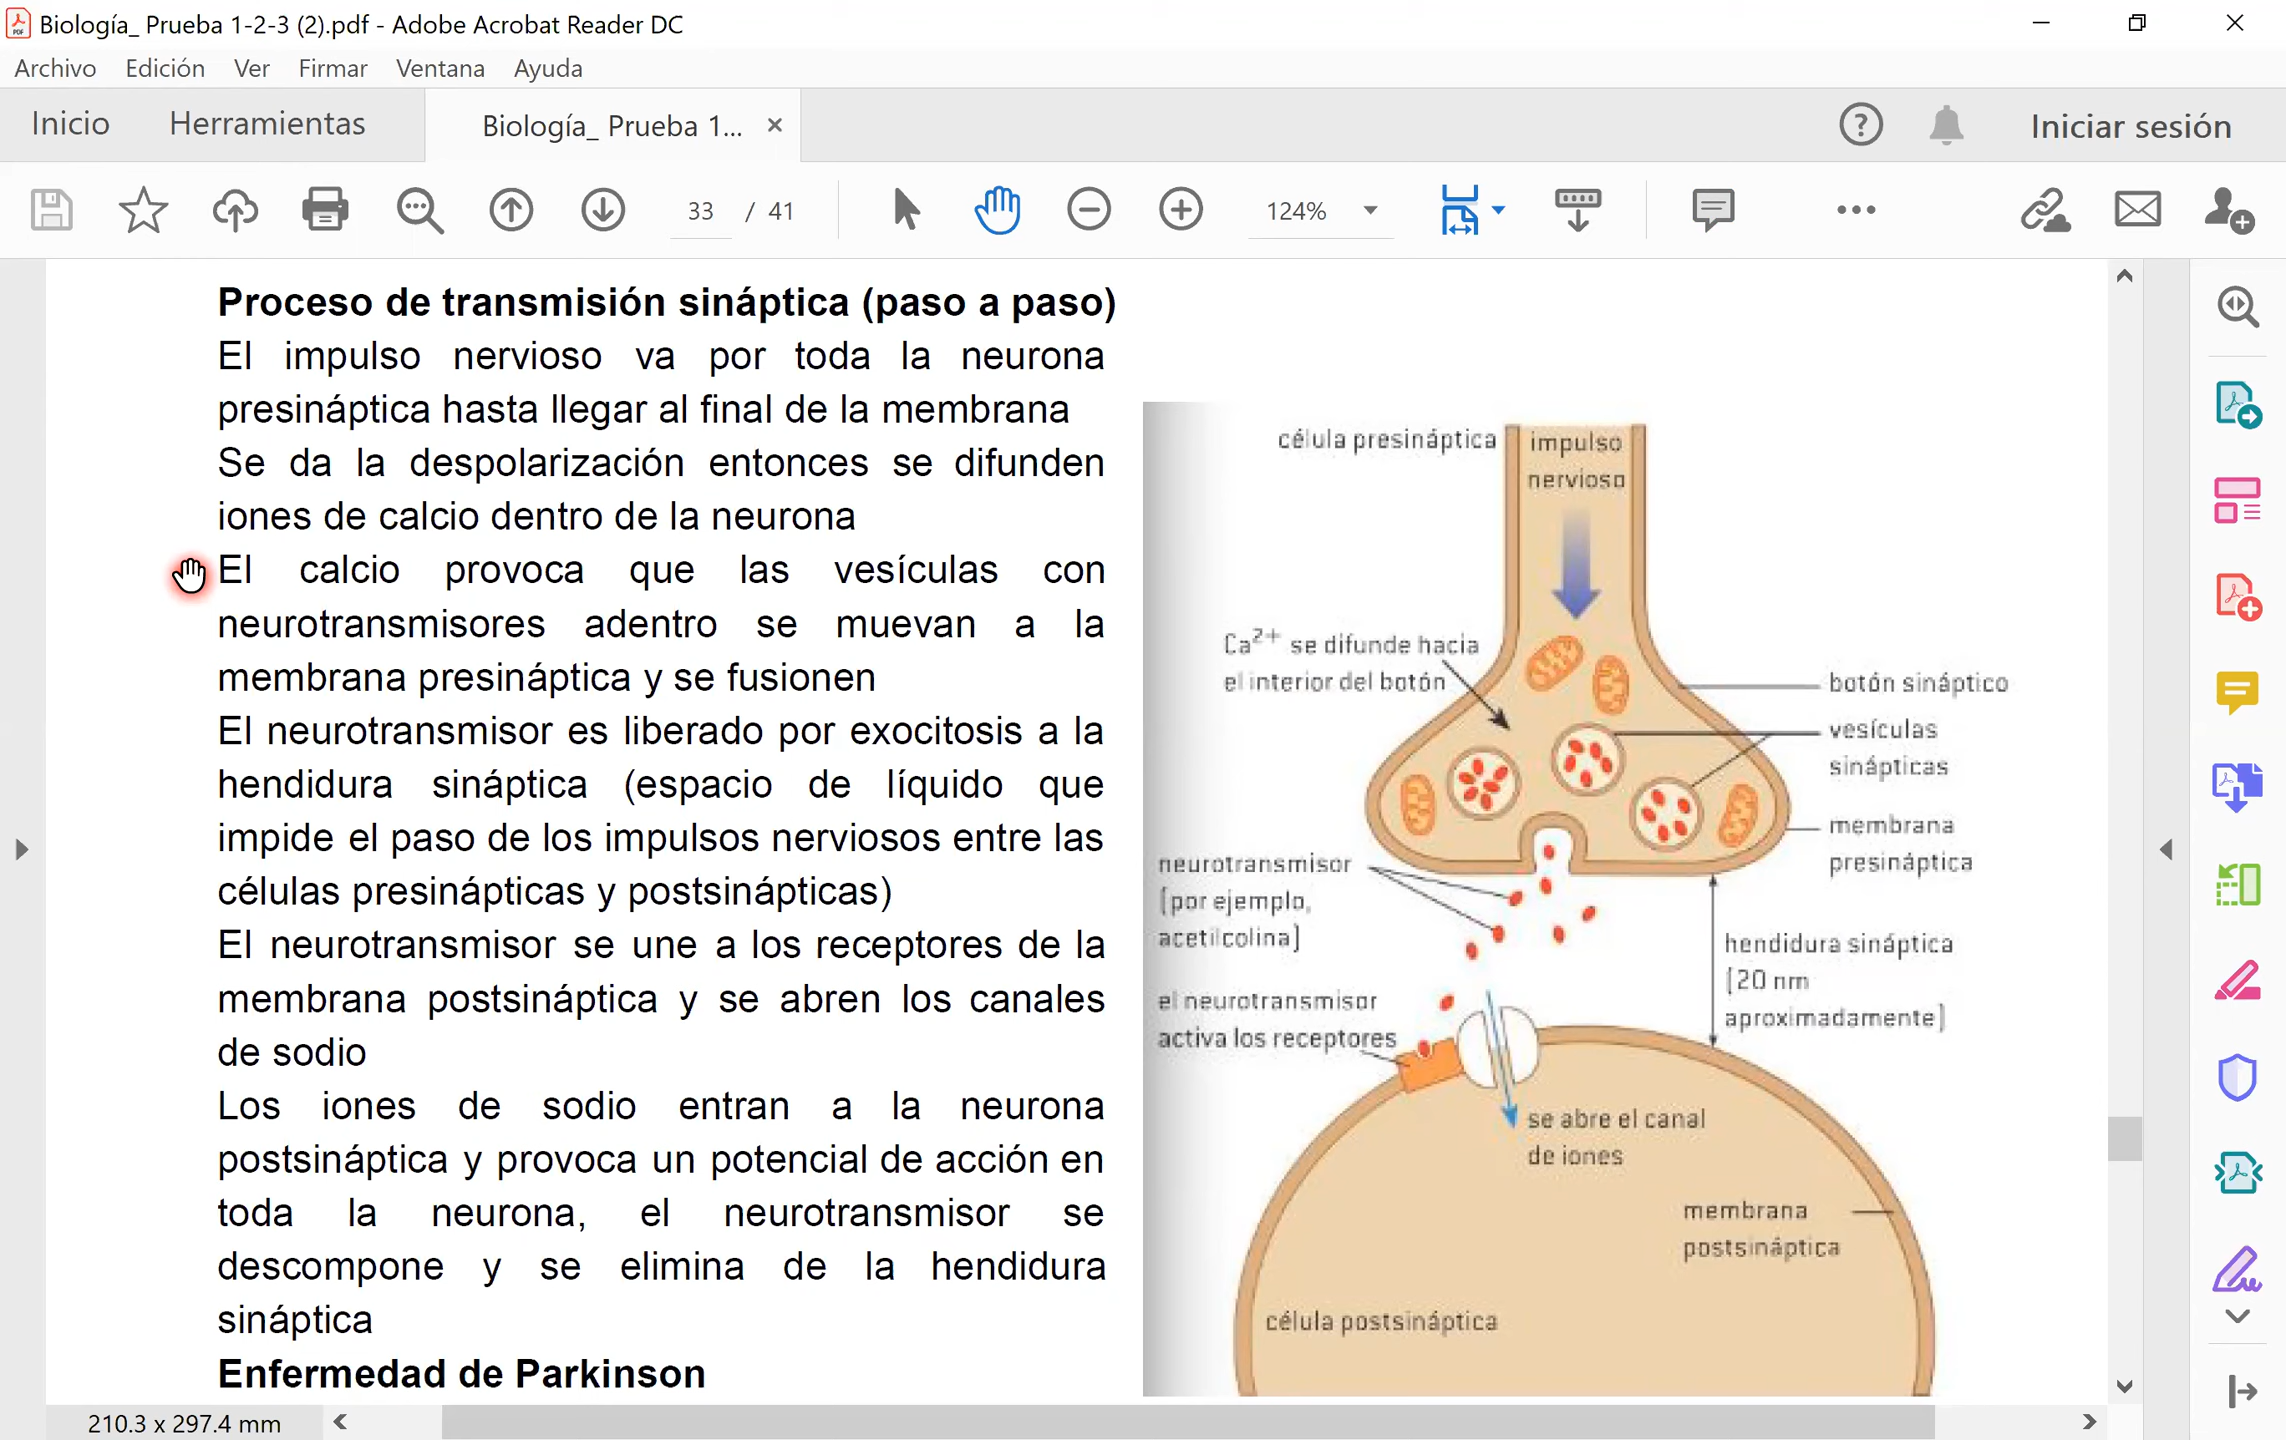 Biología_ Prueba 1-2-3 (2).pdf - Adobe Acrobat Reader DC
Archivo Edición Ver Firmar Ventana Ayuda
Inicio Herramientas Biología_ Prueba 1... × Iniciar sesión
33 / 41 124%
Proceso de transmisión sináptica (paso a paso)
El impulso nervioso va por toda la neurona
presináptica hasta llegar al final de la membrana
Se da la despolarización entonces se difunden
iones de calcio dentro de la neurona
El calcio provoca que las vesículas con
neurotransmisores adentro se muevan a la
membrana presináptica y se fusionen
El neurotransmisor es liberado por exocitosis a la
hendidura sináptica (espacio de líquido que
impide el paso de los impulsos nerviosos entre las
células presinápticas y postsinápticas)
El neurotransmisor se une a los receptores de la
membrana postsináptica y se abren los canales
de sodio
Los iones de sodio entran a la neurona
postsináptica y provoca un potencial de acción en
toda la neurona, el neurotransmisor se
descompone y se elimina de la hendidura
sináptica
Enfermedad de Parkinson
célula presináptica
impulso
nervioso
Ca2+ se difunde hacia
el interior del botón
botón sináptico
vesículas
sinápticas
membrana
presináptica
neurotransmisor
(por ejemplo,
acetilcolina)
hendidura sináptica
(20 nm
aproximadamente)
el neurotransmisor
activa los receptores
se abre el canal
de iones
membrana
postsináptica
célula postsináptica
210.3 x 297.4 mm